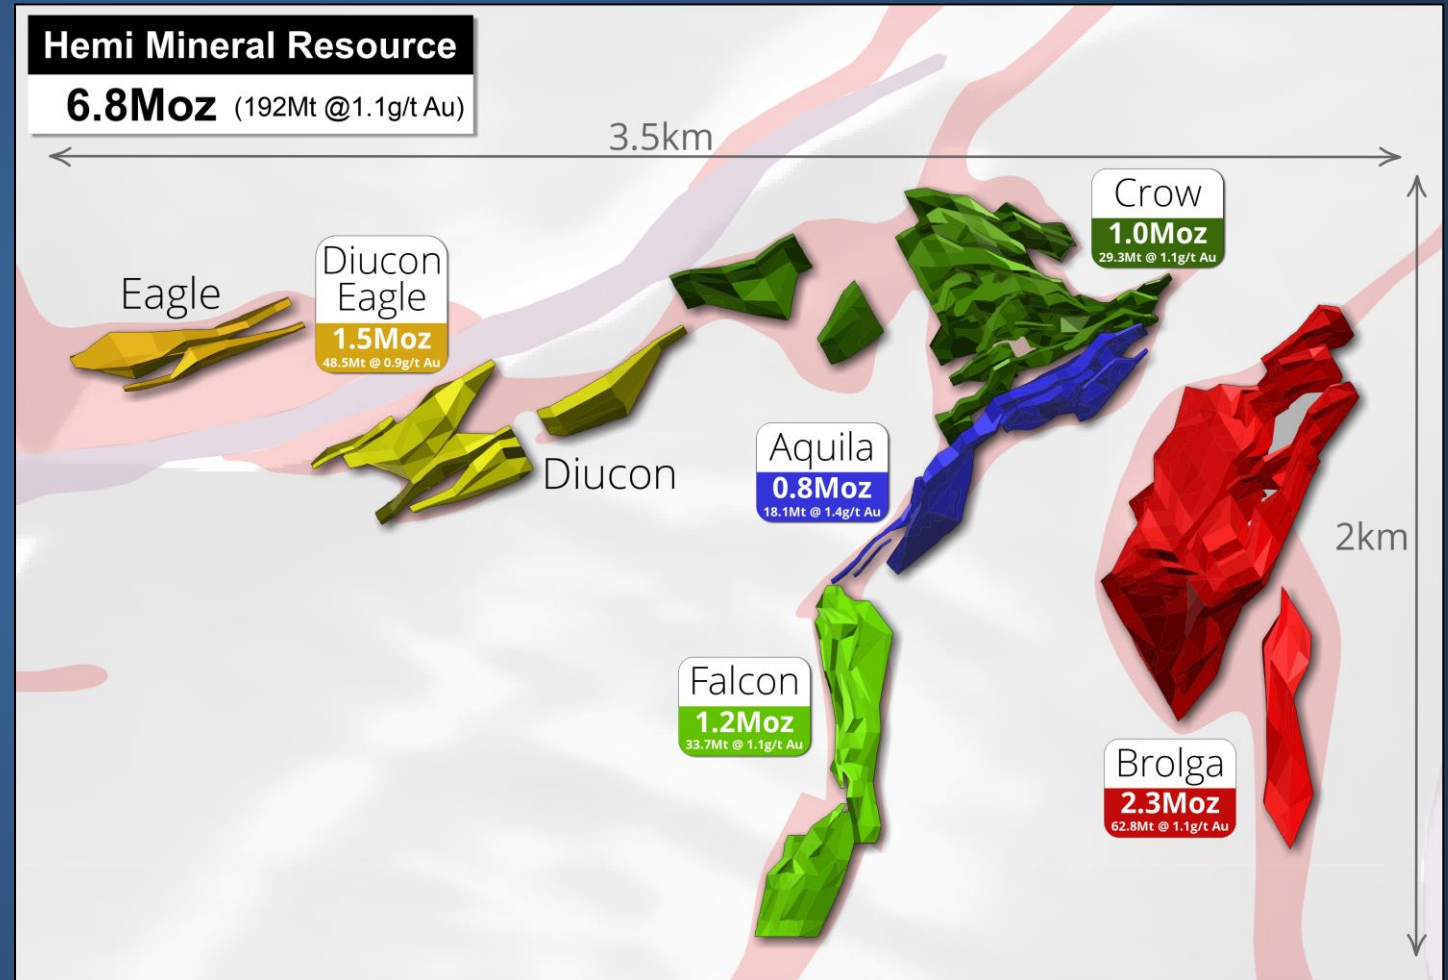 Hemi Mineral Resource
6.8Moz (192Mt @1.1g/t Au)
3.5km
Crow
1.0Moz
29.3Mt @ 1.1g/t Au
Eagle
Diucon
Eagle
1.5Moz
48.5Mt @ 0.9g/t Au
Diucon
Aquila
0.8Moz
18.1Mt @ 1.4g/t Au
2km
Falcon
1.2Moz
33.7Mt @ 1.1g/t Au
Brolga
2.3Moz
62.8Mt @ 1.1g/t Au